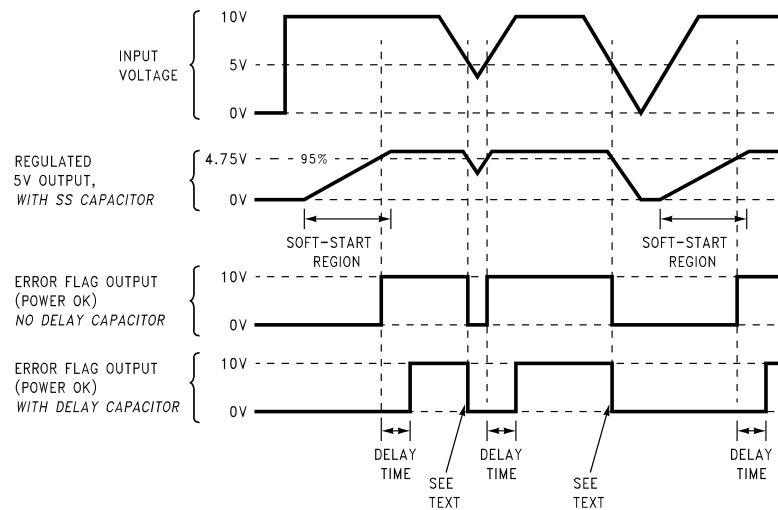 10V
INPUT
VOLTAGE
5V
0V
REGULATED
5V OUTPUT,
WITH SS CAPACITOR
4.75V
95%
0V
SOFT-START
REGION
SOFT-START
REGION
ERROR FLAG OUTPUT
(POWER OK)
NO DELAY CAPACITOR
10V
0V
ERROR FLAG OUTPUT
(POWER OK)
WITH DELAY CAPACITOR
10V
0V
DELAY
TIME
SEE
TEXT
DELAY
TIME
SEE
TEXT
DELAY
TIME